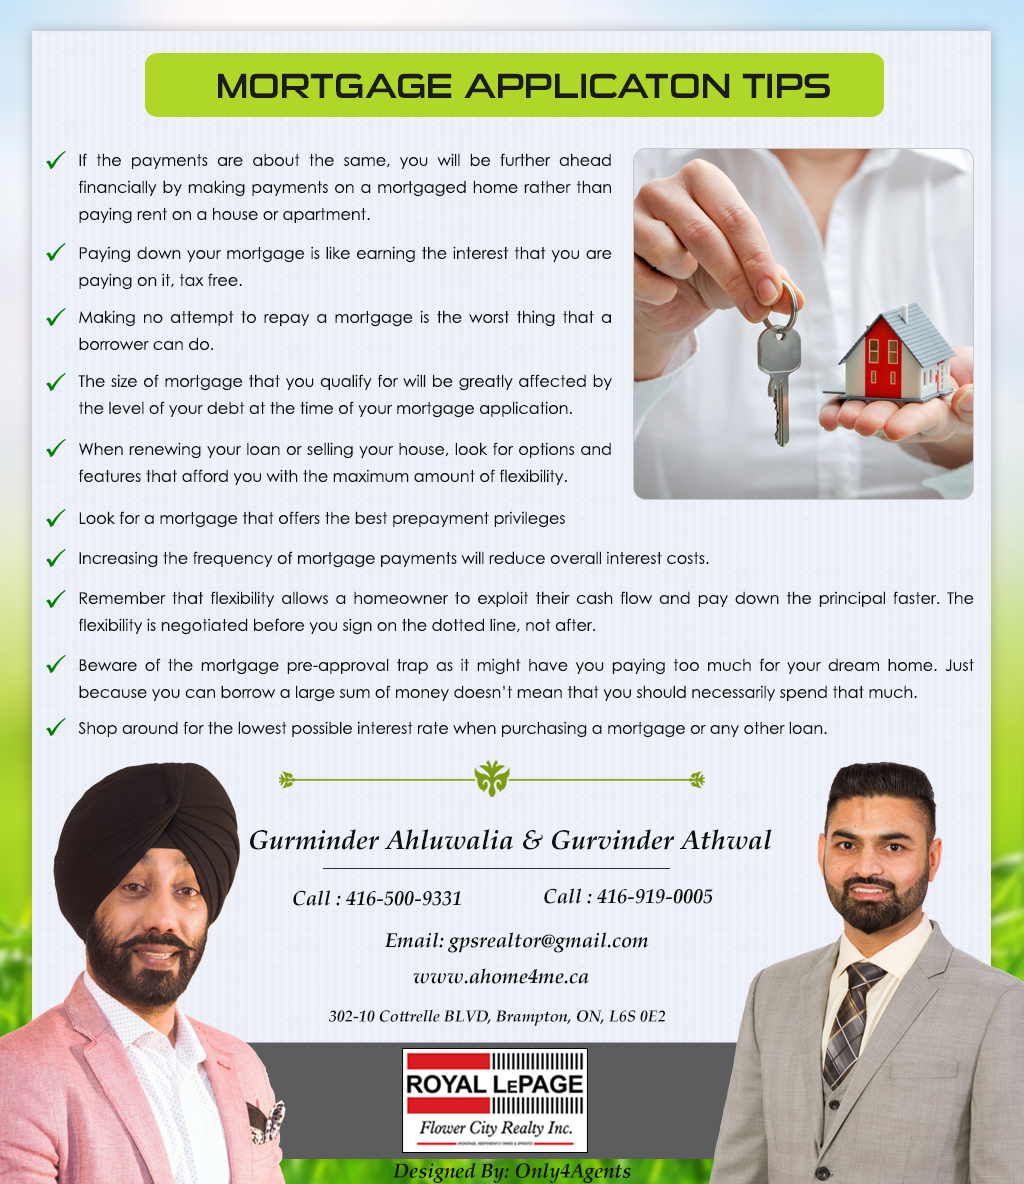 MORTGAGE APPLICATON TIPS
If the payments are about the same, you will be further ahead
financially by making payments on a mortgaged home rather than
paying rent on a house or apartment.
Paying down your mortgage is like earning the interest that you are
paying on it, tax free.
Making no attempt to repay a mortgage is the worst thing that a
borrower can do.
The size of mortgage that you qualify for will be greatly affected by
the level of your debt at the time of your mortgage application.
When renewing your loan or selling your house, look for options and
features that afford you with the maximum amount of flexibility.
Look for a mortgage that offers the best prepayment privileges
Increasing the frequency of mortgage payments will reduce overall interest costs.
Remember that flexibility allows a homeowner to exploit their cash flow and pay down the principal faster. The
flexibility is negotiated before you sign on the dotted line, not after.
Beware of the mortgage pre-approval trap as it might have you paying too much for your dream home. Just
because you can borrow a large sum of money doesn't mean that you should necessarily spend that much.
Shop around for the lowest possible interest rate when purchasing a mortgage or any other loan.
Gurminder Ahluwalia & Gurvinder Athwal
Call : 416-500-9331 Call : 416-919-0005
Email: gpsrealtor@gmail.com
www.ahome4me.ca
302-10 Cottrelle BLVD, Brampton, ON, L6S 0E2
ROYAL LEPAGE
Flower City Realty Inc.
BROKERAGE, INDEPENDENTLY OWNED & OPERATED
Designed By: Only4Agents